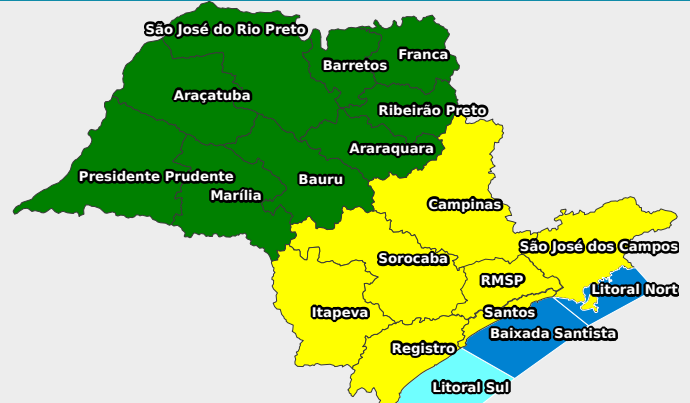 São José do Rio Preto
Franca
Barretos
Araçatuba
Ribeirão Preto
Araraquara
Presidente Prudente
Bauru
Marília
Campinas
São José dos Campos
Sorocaba
RMSP
Litoral Nort
Itapeva
Santos
Baixada Santista
Registro
Litoral Sul